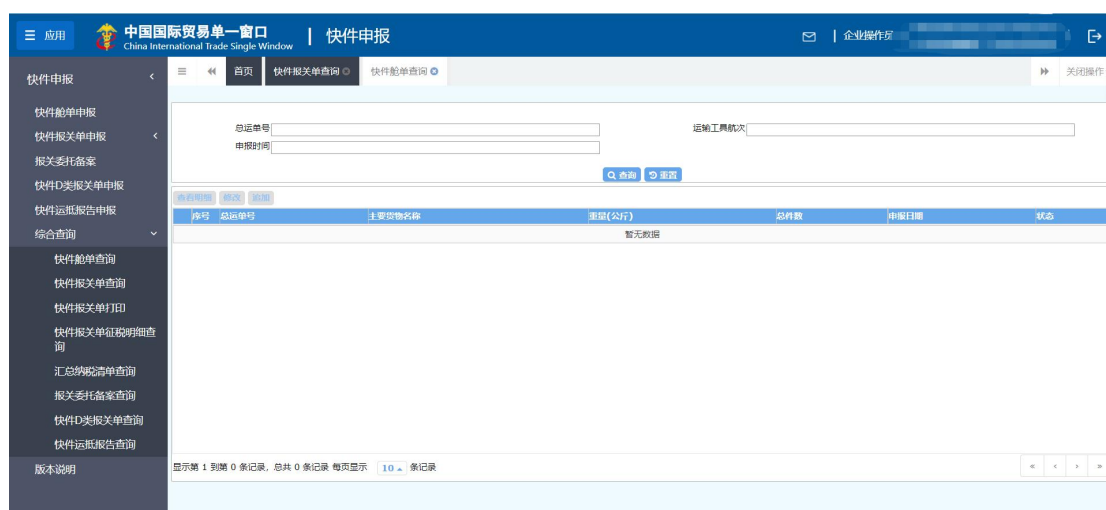 应用
中国国际贸易单一窗口
China International Trade Single Window
快件申报
企业操作员
快件申报
首页
快件报关单查询
快件舱单查询
关闭操作
快件舱单申报
快件报关单申报
报关委托备案
快件D类报关单申报
快件运抵报告申报
综合查询
快件舱单查询
快件报关单查询
快件报关单打印
快件报关单征税明细查
询
汇总纳税清单查询
报关委托备案查询
快件D类报关单查询
快件运抵报告查询
版本说明
总运单号
运输工具航次
申报时间
查询
重置
查看明细 修改 追加
序号 总运单号 主要货物名称 重量(公斤) 总件数 申报日期 状态
暂无数据
显示第 1 到第 0 条记录, 总共 0 条记录 每页显示 10 条记录